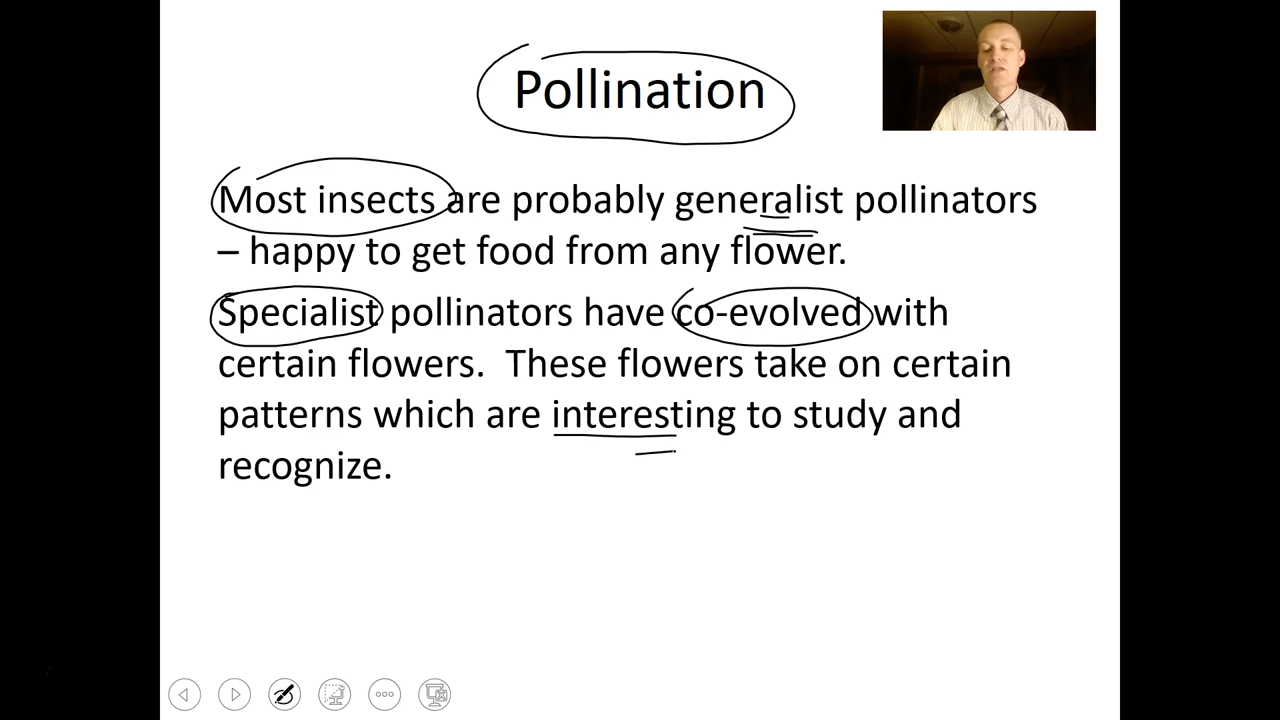 Pollination
Most insects are probably generalist pollinators
– happy to get food from any flower.
Specialist pollinators have co-evolved with
certain flowers.  These flowers take on certain
patterns which are interesting to study and
recognize.